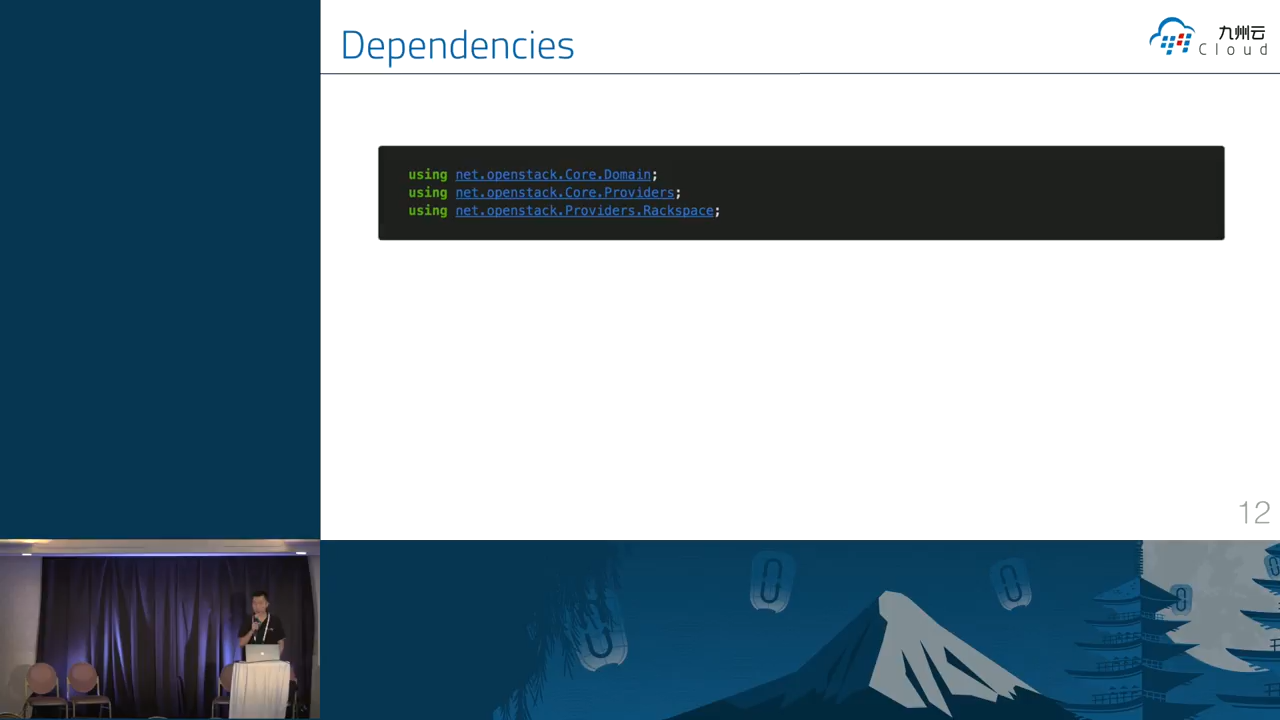 Dependencies
九州云
Cloud
using net.openstack.Core.Domain;
using net.openstack.Core.Providers;
using net.openstack.Providers.Rackspace;
12